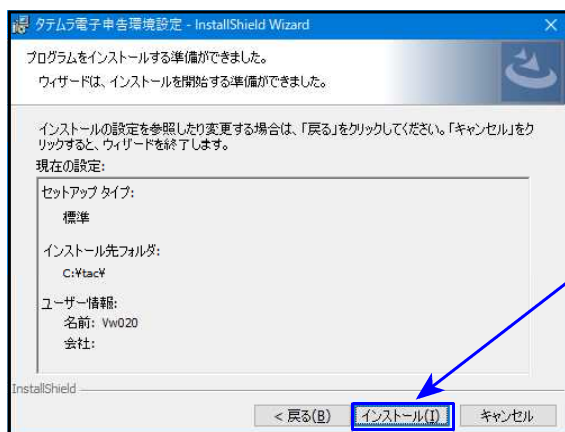 タテムラ電子申告環境設定 - InstallShield Wizard
プログラムをインストールする準備ができました。
ウィザードは、インストールを開始する準備ができました。
インストールの設定を参照したり変更する場合は、「戻る」をクリックしてください。「キャンセル」をク
リックすると、ウィザードを終了します。
現在の設定:
セットアップ タイプ:
標準
インストール先フォルダ:
C:¥tac¥
ユーザー情報:
名前: Vw020
会社:
InstallShield
< 戻る(B)
インストール(I)
キャンセル